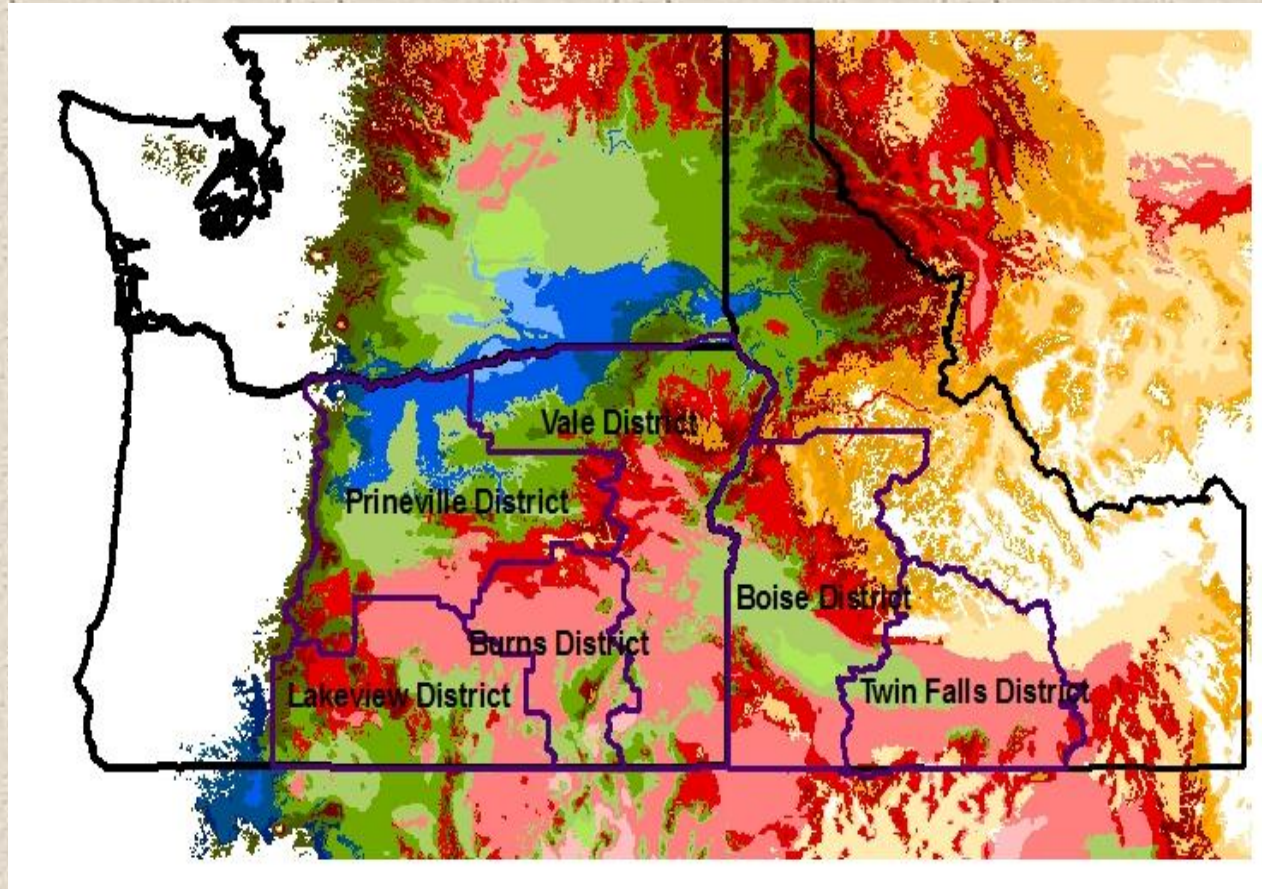 Vale District
Prineville District
Boise District
Burns District
Lakeview District
Twin Falls District